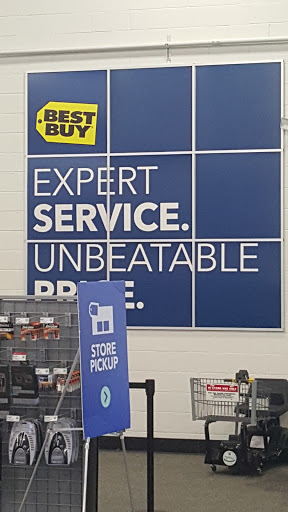 BEST
BUY
EXPERT
SERVICE.
UNBEATABLE
STORE
PICKUP